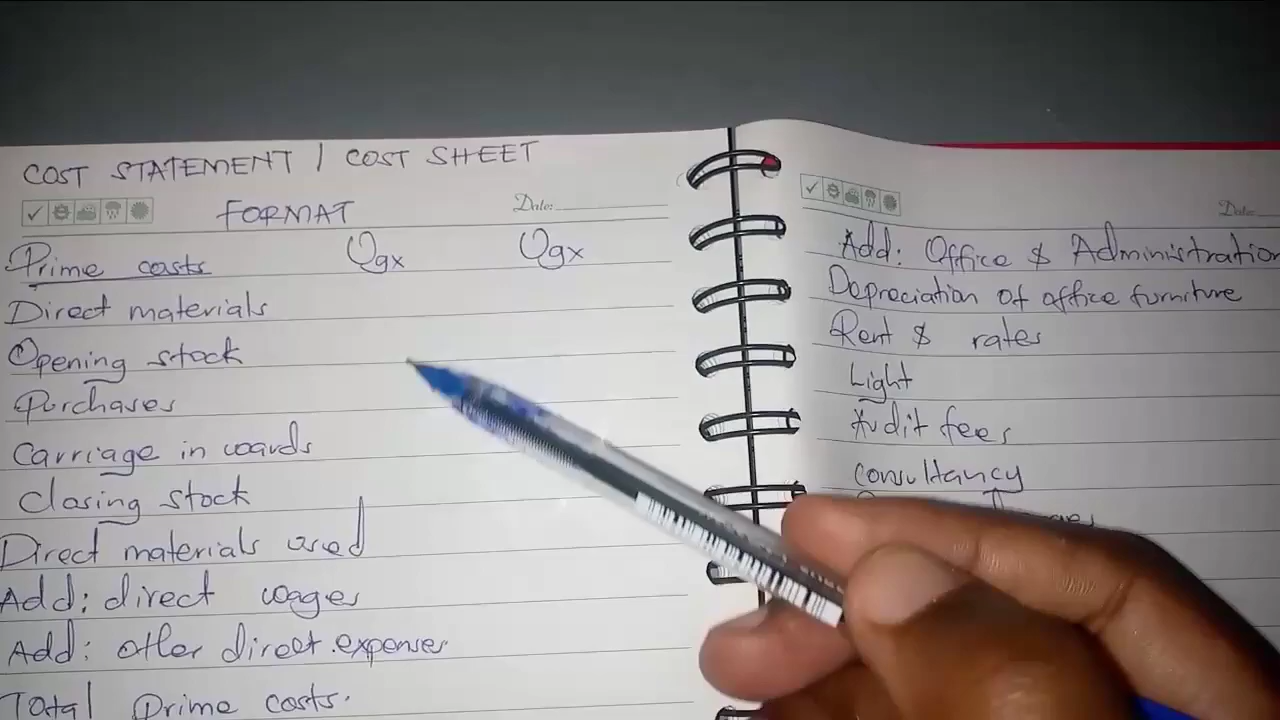 COST STATEMENT / COST SHEET
FORMAT
Date:
Prime costs Ugx Ugx
Direct materials
Opening stock
Purchases
Carriage in wards
Closing stock
Direct materials used
Add: direct wages
Add: other direct expenses
Total prime costs.
Date:
Add: Office & Administration
Depreciation of office furniture
Rent & rates
Light
Audit fees
Consultancy